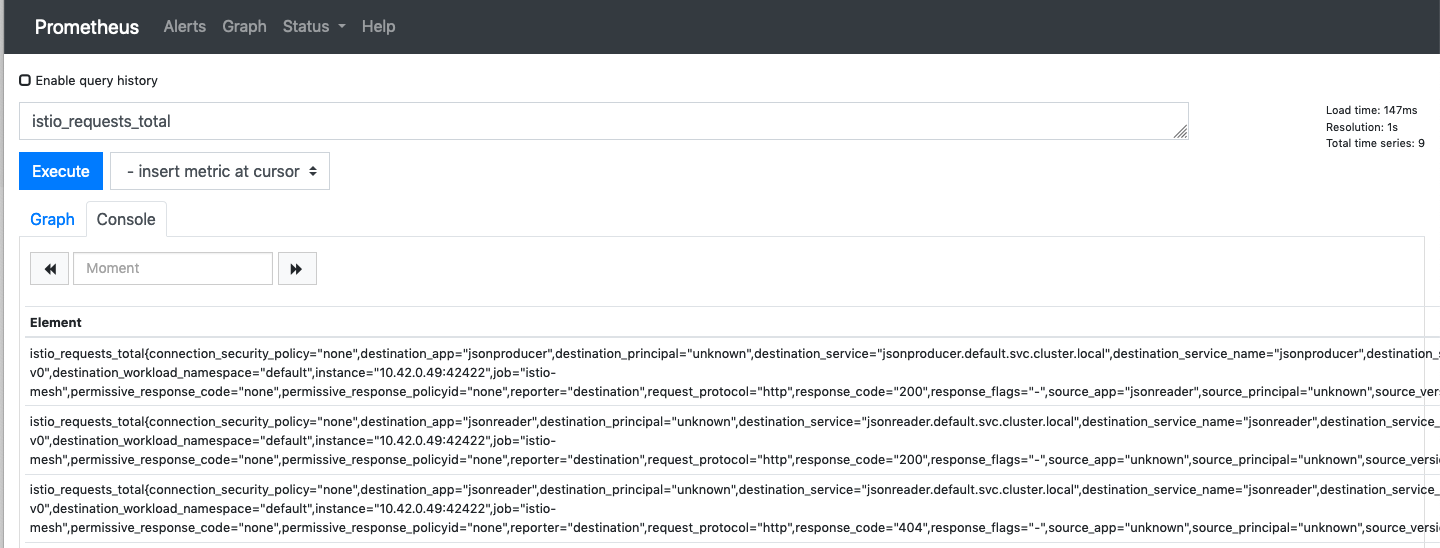 Prometheus Alerts Graph Status Help
Enable query history
istio_requests_total
Load time: 147ms
Resolution: 1s
Total time series: 9
Execute - insert metric at cursor
Graph Console
Moment
Element
istio_requests_total{connection_security_policy="none",destination_app="jsonproducer",destination_principal="unknown",destination_service="jsonproducer.default.svc.cluster.local",destination_service_name="jsonproducer",destination_s
v0",destination_workload_namespace="default",instance="10.42.0.49:42422",job="istio-
mesh",permissive_response_code="none",permissive_response_policyid="none",reporter="destination",request_protocol="http",response_code="200",response_flags="-",source_app="jsonreader",source_principal="unknown",source_ver
istio_requests_total{connection_security_policy="none",destination_app="jsonreader",destination_principal="unknown",destination_service="jsonreader.default.svc.cluster.local",destination_service_name="jsonreader",destination_service_
v0",destination_workload_namespace="default",instance="10.42.0.49:42422",job="istio-
mesh",permissive_response_code="none",permissive_response_policyid="none",reporter="destination",request_protocol="http",response_code="200",response_flags="-",source_app="unknown",source_principal="unknown",source_versi
istio_requests_total{connection_security_policy="none",destination_app="jsonreader",destination_principal="unknown",destination_service="jsonreader.default.svc.cluster.local",destination_service_name="jsonreader",destination_service_
v0",destination_workload_namespace="default",instance="10.42.0.49:42422",job="istio-
mesh",permissive_response_code="none",permissive_response_policyid="none",reporter="destination",request_protocol="http",response_code="404",response_flags="-",source_app="unknown",source_principal="unknown",source_versi